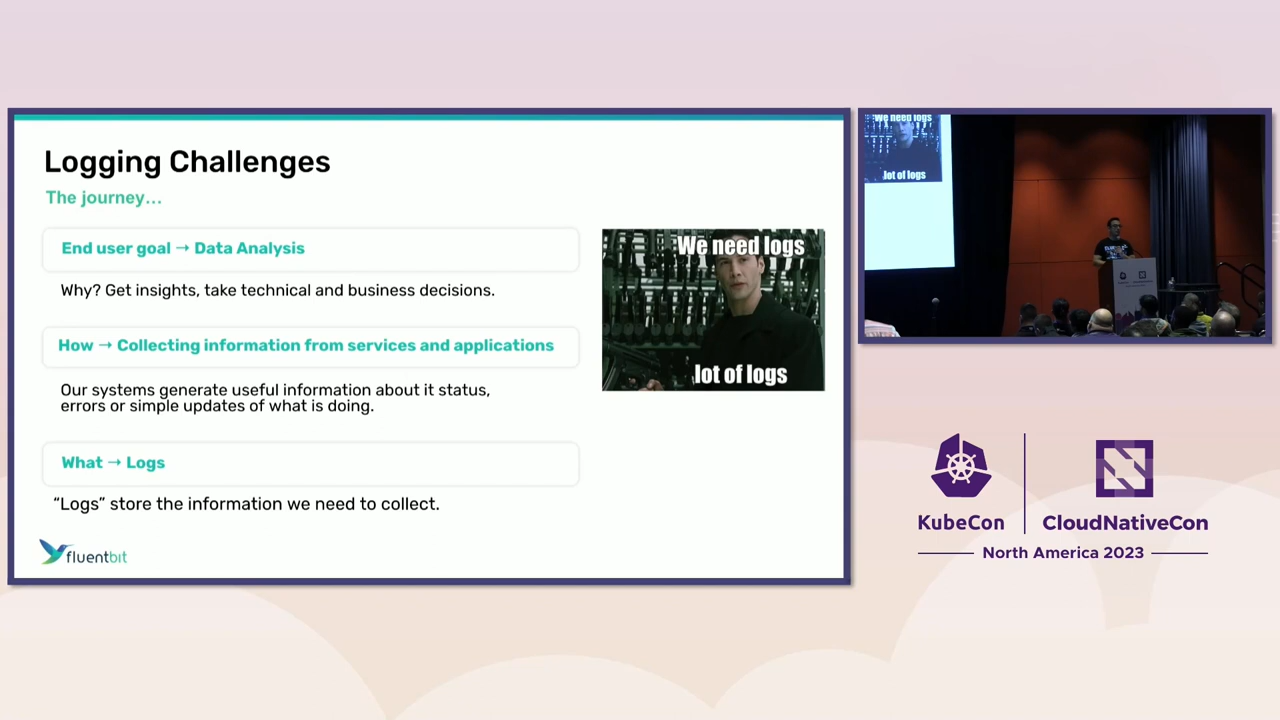 Logging Challenges
The journey...
End user goal → Data Analysis
Why? Get insights, take technical and business decisions.
How → Collecting information from services and applications
Our systems generate useful information about it status,
errors or simple updates of what is doing.
What → Logs
“Logs” store the information we need to collect.
fluentbit
We need logs
lot of logs
We need logs
lot of logs
KubeCon
CloudNativeCon
North America 2023